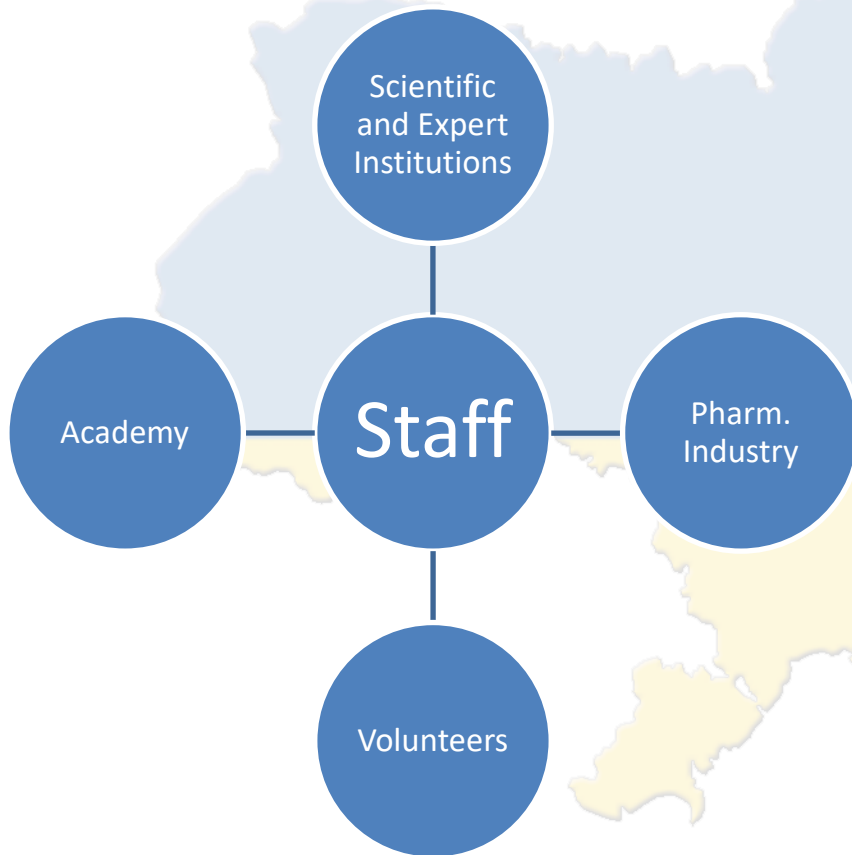 Scientific
and Expert
Institutions
Academy
Staff
Pharm.
Industry
Volunteers